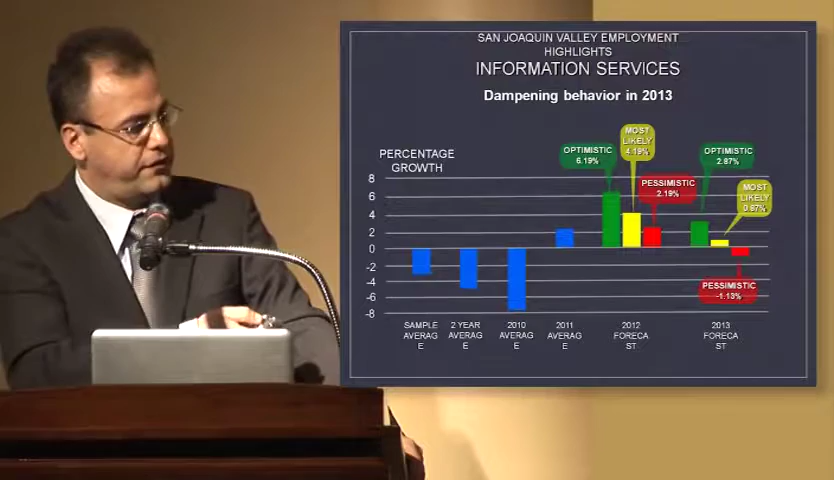 SAN JOAQUIN VALLEY EMPLOYMENT
HIGHLIGHTS
INFORMATION SERVICES
Dampening behavior in 2013
PERCENTAGE
GROWTH
8
6
4
2
0
-2
-4
-6
-8
OPTIMISTIC
6.19%
MOST
LIKELY
4.19%
PESSIMISTIC
2.19%
OPTIMISTIC
2.87%
MOST
LIKELY
0.87%
PESSIMISTIC
-1.13%
SAMPLE
AVERAG
E
2 YEAR
AVERAG
E
2010
AVERAG
E
2011
AVERAG
E
2012
FORECA
ST
2013
FORECA
ST